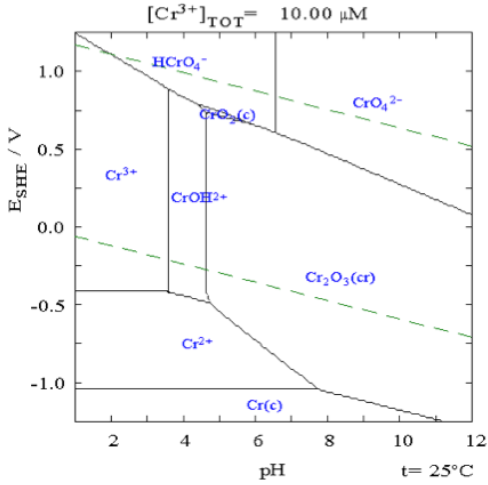 [Cr³⁺]TOT = 10.00 µM
HCrO₄⁻
CrO₄²⁻
CrO₂(c)
Cr³⁺
CrOH²⁺
Cr₂O₃(cr)
Cr²⁺
Cr(c)
1.0
0.5
0.0
-0.5
-1.0
E_SHE / V
2 4 6 8 10 12
pH
t= 25°C